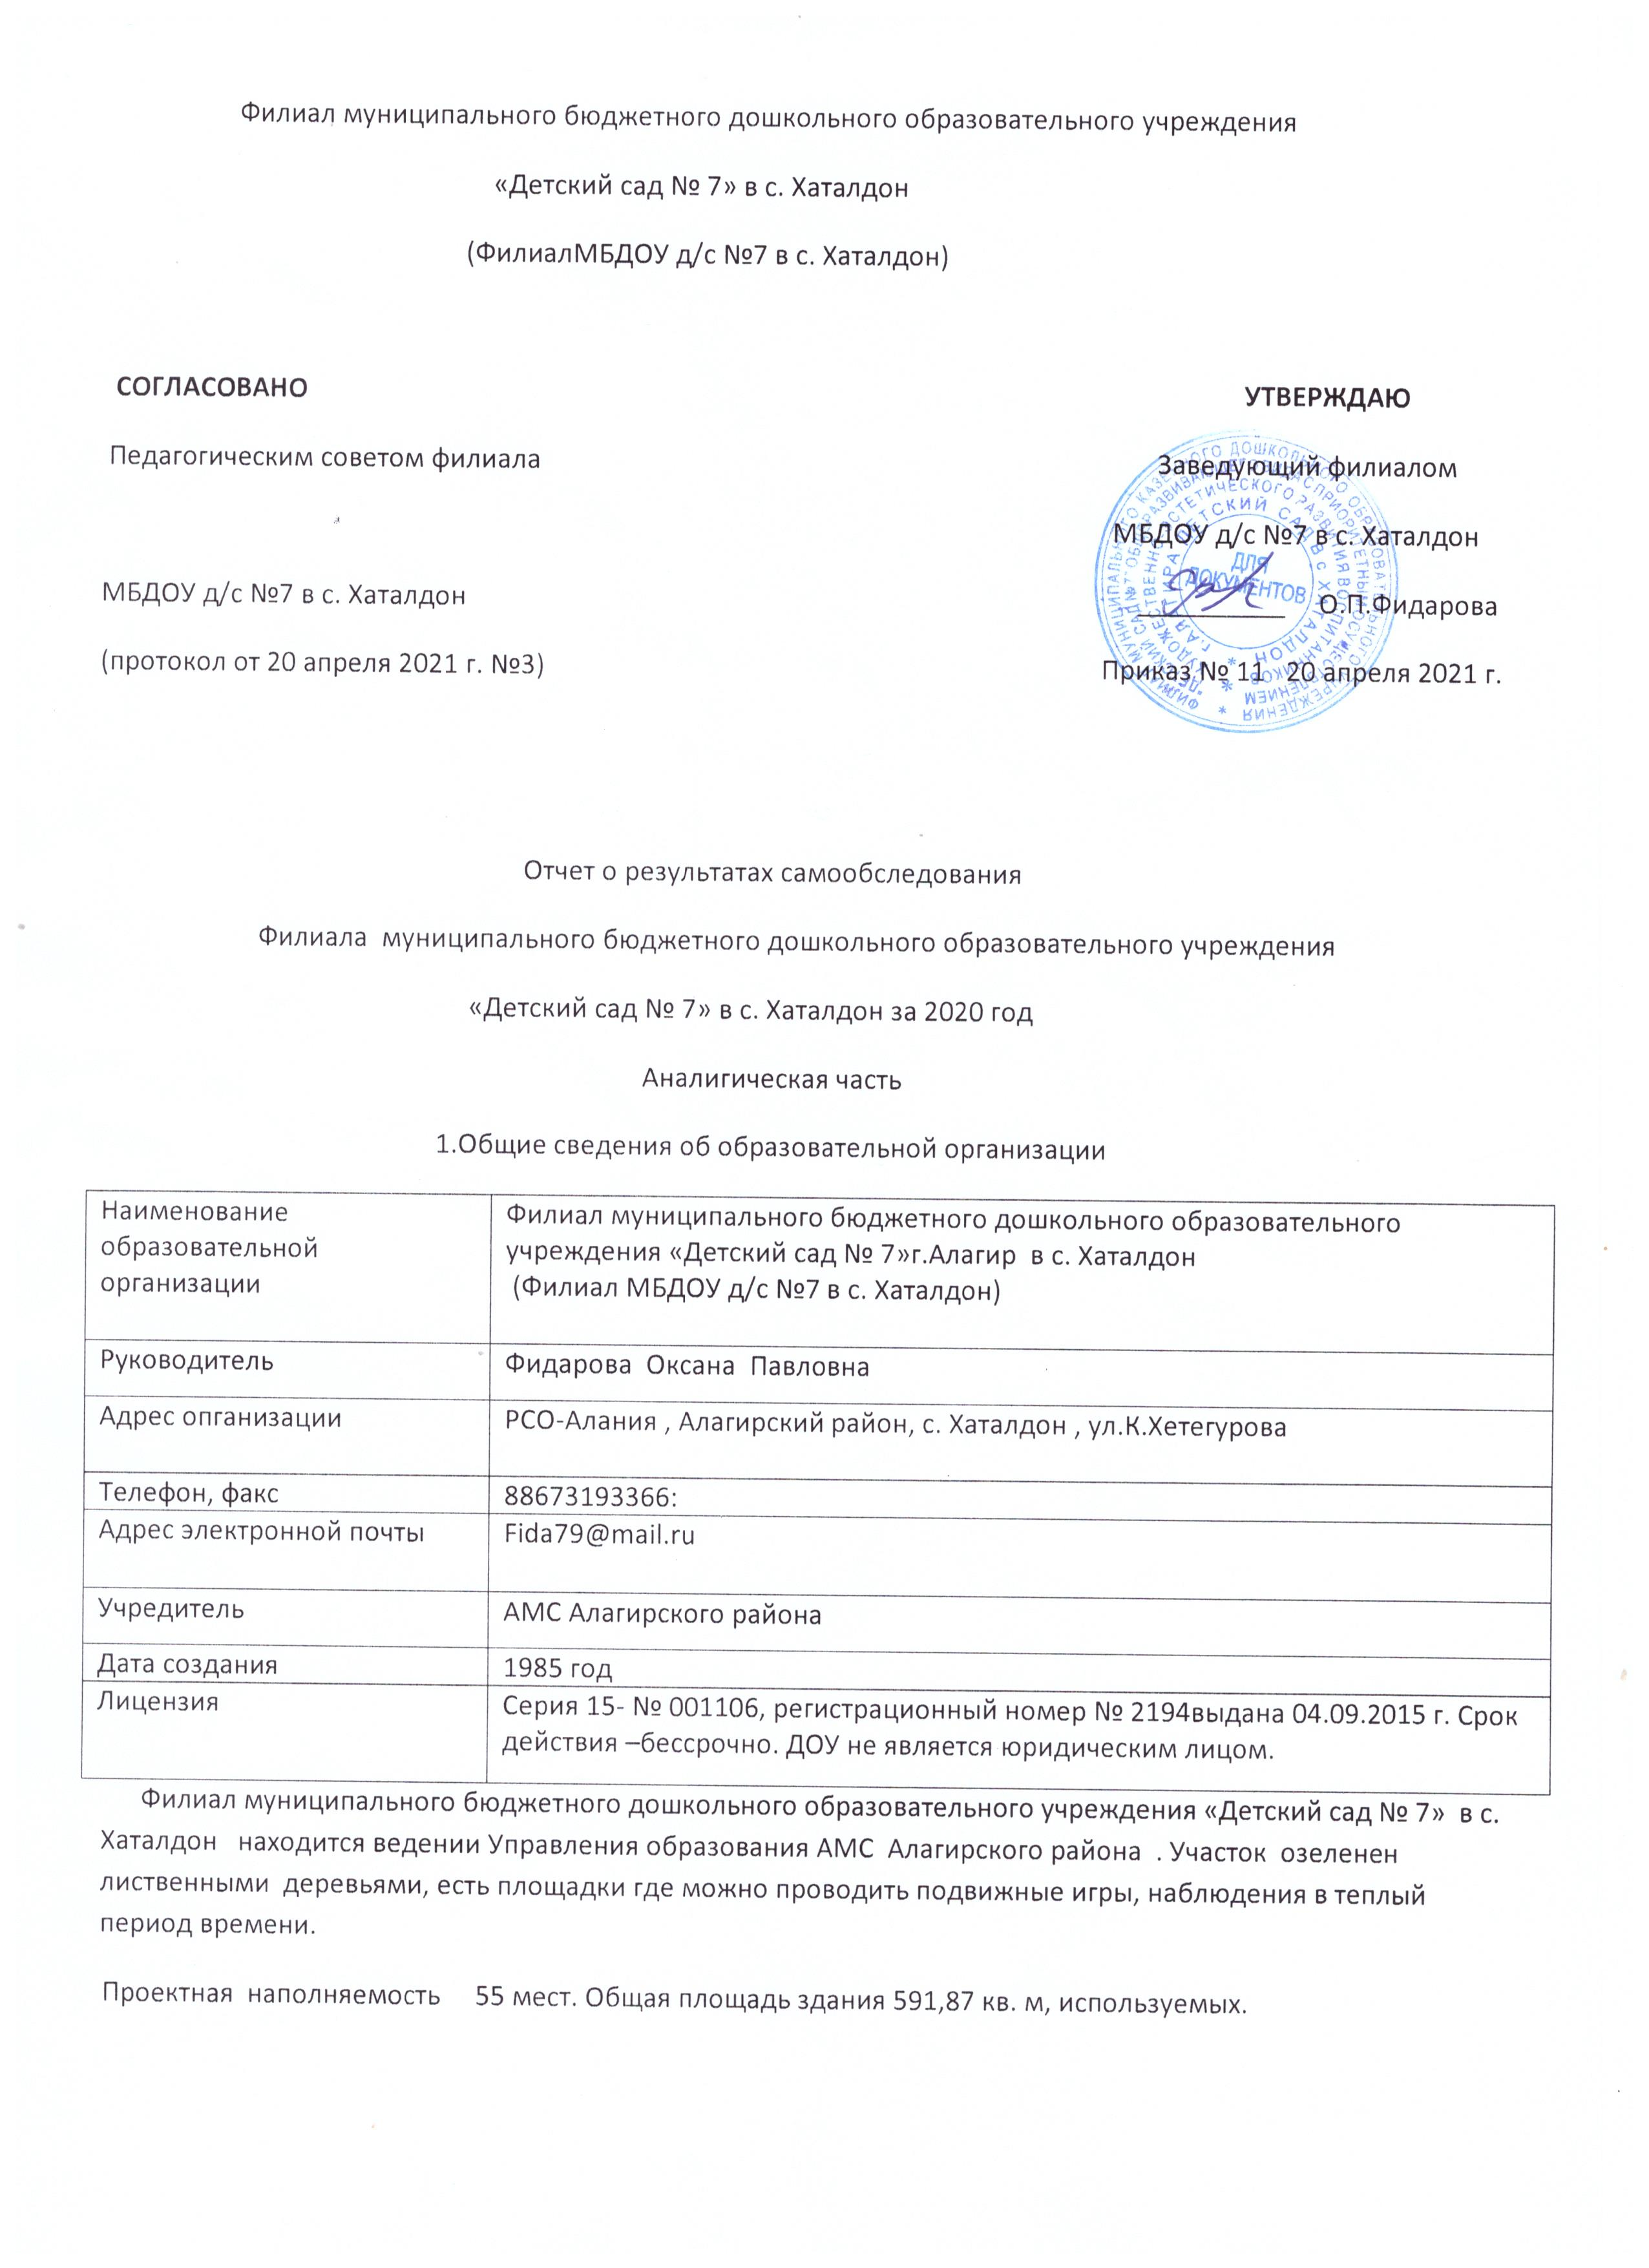 Филиал муниципального бюджетного дошкольного образовательного учреждения
«Детский сад № 7» в с. Хаталдон
(ФилиалМБДОУ д/с №7 в с. Хаталдон)
СОГЛАСОВАНО
Педагогическим советом филиала
МБДОУ д/с №7 в с. Хаталдон
(протокол от 20 апреля 2021 г. №3)
УТВЕРЖДАЮ
Заведующий филиалом
МБДОУ д/с №7 в с. Хаталдон
О.П.Фидарова
Приказ № 11 20 апреля 2021 г.
ДЛЯ
ДОКУМЕНТОВ
Отчет о результатах самообследования
Филиала муниципального бюджетного дошкольного образовательного учреждения
«Детский сад № 7» в с. Хаталдон за 2020 год
Аналигическая часть
1.Общие сведения об образовательной организации
Наименование
образовательной
организации
Филиал муниципального бюджетного дошкольного образовательного
учреждения «Детский сад № 7»г.Алагир в с. Хаталдон
(Филиал МБДОУ д/с №7 в с. Хаталдон)
Руководитель
Фидарова Оксана Павловна
Адрес опганизации
РСО-Алания , Алагирский район, с. Хаталдон , ул.К.Хетегурова
Телефон, факс
88673193366:
Адрес электронной почты
Fida79@mail.ru
Учредитель
АМС Алагирского района
Дата создания
1985 год
Лицензия
Серия 15- № 001106, регистрационный номер № 2194выдана 04.09.2015 г. Срок
действия –бессрочно. ДОУ не является юридическим лицом.
Филиал муниципального бюджетного дошкольного образовательного учреждения «Детский сад № 7» в с.
Хаталдон находится ведении Управления образования АМС Алагирского района . Участок озеленен
лиственными деревьями, есть площадки где можно проводить подвижные игры, наблюдения в теплый
период времени.
Проектная наполняемость 55 мест. Общая площадь здания 591,87 кв. м, используемых.